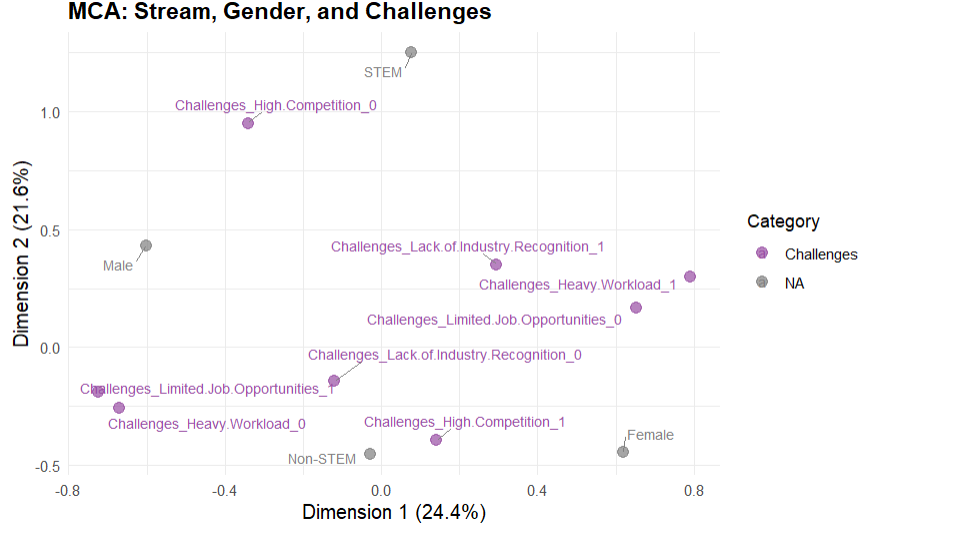 MCA: Stream, Gender, and Challenges
STEM
Challenges_High.Competition_0
1.0
Category
Dimension 2 (21.6%)
0.5
Challenges_Lack.of.Industry.Recognition_1
Challenges
Male
Challenges_Heavy.Workload_1
NA
Challenges_Limited.Job.Opportunities_0
0.0
Challenges_Lack.of.Industry.Recognition_0
Challenges_Limited.Job.Opportunities_1
Challenges_Heavy.Workload_0
Challenges_High.Competition_1
Female
Non-STEM
-0.5
-0.8 -0.4 0.0 0.4 0.8
Dimension 1 (24.4%)